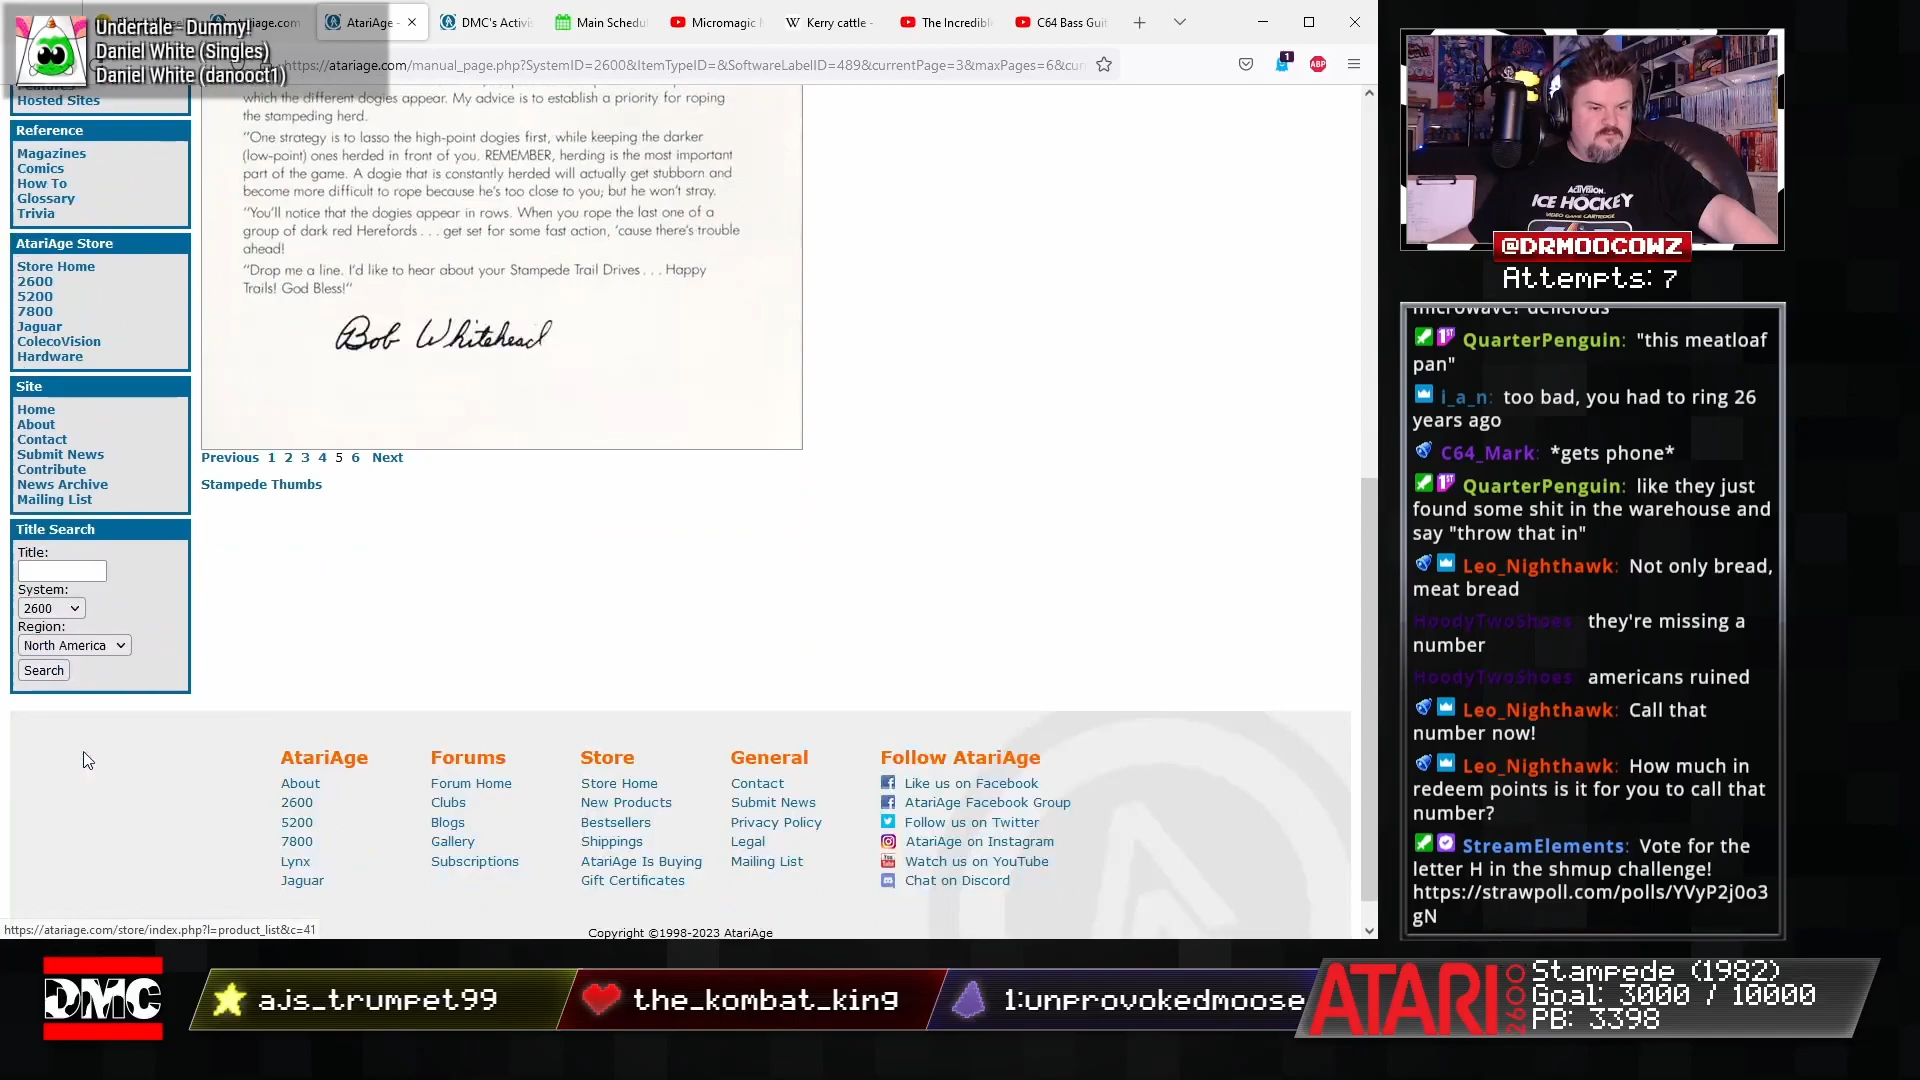 Undertale - Dummy!
Daniel White (Singles)
Daniel White (danooct1)
AtariAge -
DMC's Activis
Main Schedu
Micromagic
Kerry cattle -
The Incredibl
C64 Bass Guit
https://atariage.com/manual_page.php?SystemID=2600&ItemTypeID=&SoftwareLabelID=489&currentPage=3&maxPages=6&cur
1
ABP
Hosted Sites
Reference
Magazines
Comics
How To
Glossary
Trivia
AtariAge Store
Store Home
2600
5200
7800
Jaguar
ColecoVision
Hardware
Site
Home
About
Contact
Submit News
Contribute
News Archive
Mailing List
Title Search
Title:
System:
2600
Region:
North America
Search
which the different dogies appear. My advice is to establish a priority for roping
the stampeding herd.
"One strategy is to lasso the high-point dogies first, while keeping the darker
(low-point) ones herded in front of you. REMEMBER, herding is the most important
part of the game. A dogie that is constantly herded will actually get stubborn and
become more difficult to rope because he's too close to you; but he won't stray.
"You'll notice that the dogies appear in rows. When you rope the last one of a
group of dark red Herefords . . . get set for some fast action, 'cause there's trouble
ahead!
"Drop me a line. I'd like to hear about your Stampede Trail Drives . . . Happy
Trails! God Bless!"
Bob Whitehead
Previous 1 2 3 4 5 6 Next
Stampede Thumbs
AtariAge
About
2600
5200
7800
Lynx
Jaguar
Forums
Forum Home
Clubs
Blogs
Gallery
Subscriptions
Store
Store Home
New Products
Bestsellers
Shippings
AtariAge Is Buying
Gift Certificates
General
Contact
Submit News
Privacy Policy
Legal
Mailing List
Follow AtariAge
Like us on Facebook
AtariAge Facebook Group
Follow us on Twitter
AtariAge on Instagram
Watch us on YouTube
Chat on Discord
https://atariage.com/store/index.php?l=product_list&c=41
Copyright ©1998-2023 AtariAge
ACTIVISION
ICE HOCKEY
VIDEO GAME CARTRIDGE
@DRMOOCOWZ
Attempts: 7
microwave? delicious
QuarterPenguin: "this meatloaf
pan"
i_a_n: too bad, you had to ring 26
years ago
C64_Mark: *gets phone*
QuarterPenguin: like they just
found some shit in the warehouse and
say "throw that in"
Leo_Nighthawk: Not only bread,
meat bread
HoodyTwoShoes: they're missing a
number
HoodyTwoShoes: americans ruined
Leo_Nighthawk: Call that
number now!
Leo_Nighthawk: How much in
redeem points is it for you to call that
number?
StreamElements: Vote for the
letter H in the shmup challenge!
https://strawpoll.com/polls/YVyP2j0o3
gN
DMC
ajs_trumpet99
the_kombat_king
1:unprovokedmoose
ATARI
2600
Stampede (1982)
Goal: 3000 / 10000
PB: 3398